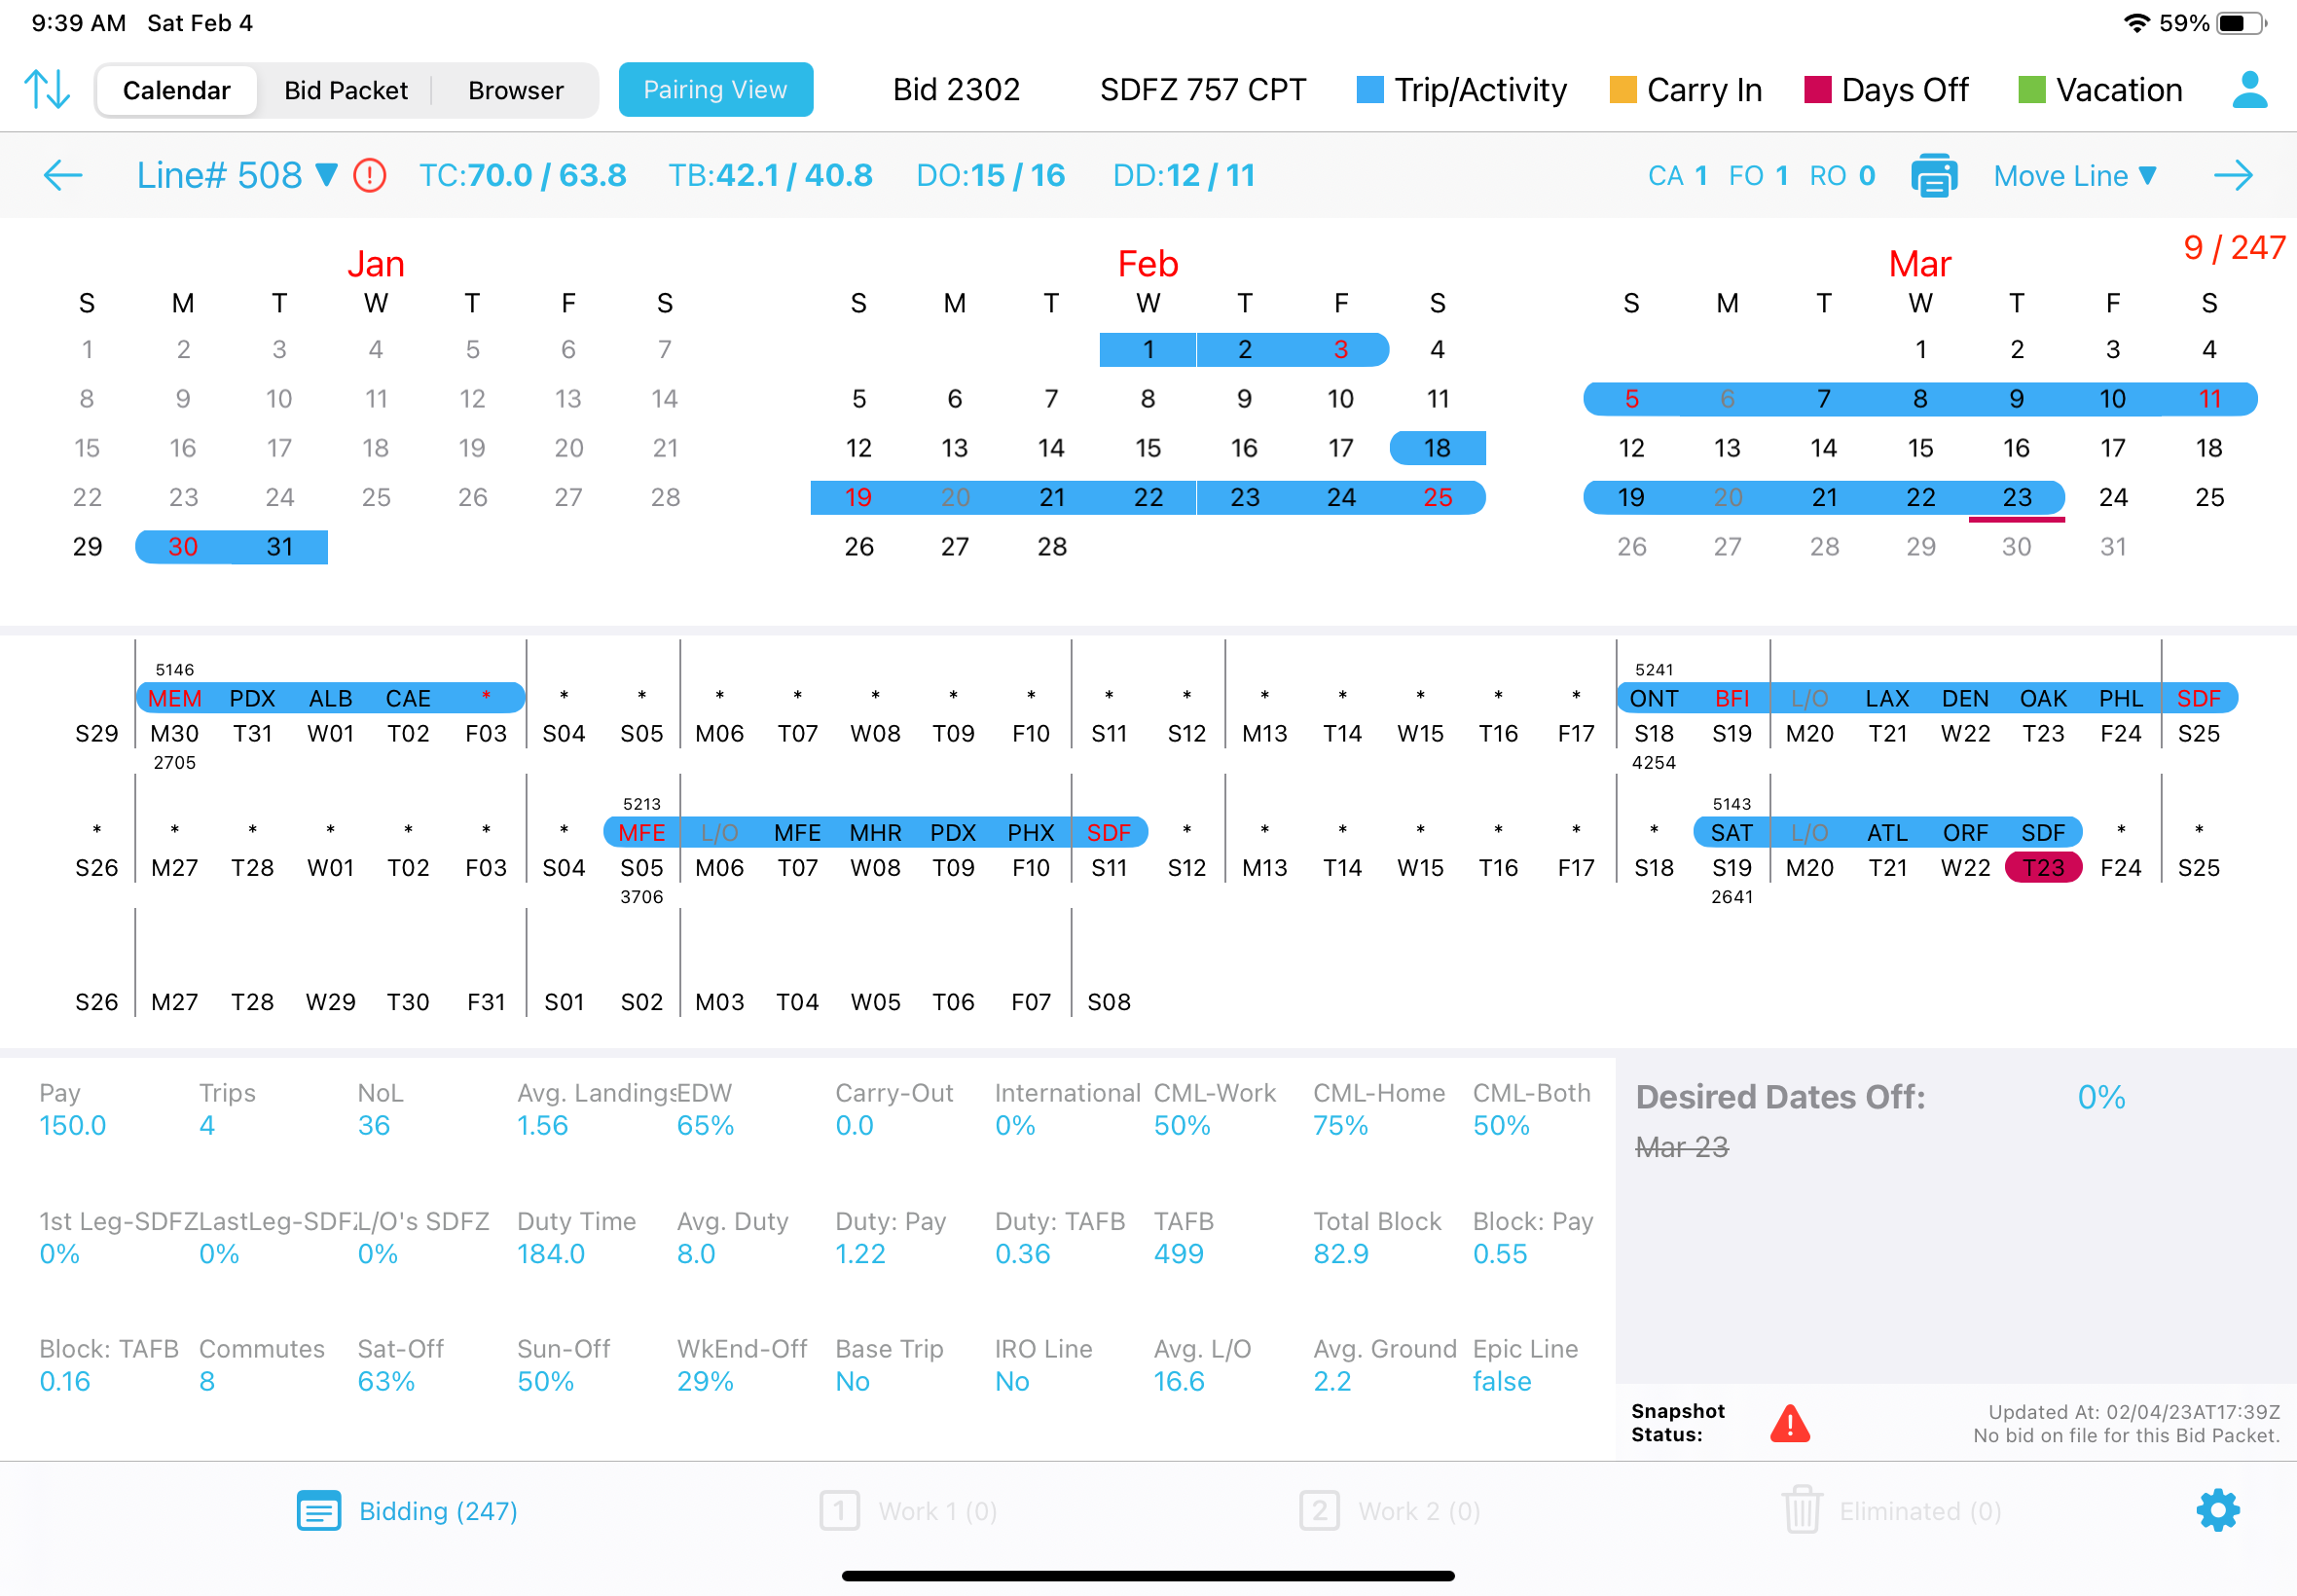 9:39 AM Sat Feb 4 59%
Calendar Bid Packet Browser Pairing View Bid 2302 SDFZ 757 CPT Trip/Activity Carry In Days Off Vacation
Line# 508 ▼ TC:70.0 / 63.8 TB:42.1 / 40.8 DO:15 / 16 DD:12 / 11 CA 1 FO 1 RO 0 Move Line ▼
9 / 247
Jan
S M T W T F S
1 2 3 4 5 6 7
8 9 10 11 12 13 14
15 16 17 18 19 20 21
22 23 24 25 26 27 28
29 30 31
Feb
S M T W T F S
1 2 3 4
5 6 7 8 9 10 11
12 13 14 15 16 17 18
19 20 21 22 23 24 25
26 27 28
Mar
S M T W T F S
1 2 3 4
5 6 7 8 9 10 11
12 13 14 15 16 17 18
19 20 21 22 23 24 25
26 27 28 29 30 31
5146 5241
MEM PDX ALB CAE * * * * * * * * * * * * * * * ONT BFI L/O LAX DEN OAK PHL SDF
S29 M30 T31 W01 T02 F03 S04 S05 M06 T07 W08 T09 F10 S11 S12 M13 T14 W15 T16 F17 S18 S19 M20 T21 W22 T23 F24 S25
2705 4254
5213 5143
* * * * * * * MFE L/O MFE MHR PDX PHX SDF * * * * * * * SAT L/O ATL ORF SDF * *
S26 M27 T28 W01 T02 F03 S04 S05 M06 T07 W08 T09 F10 S11 S12 M13 T14 W15 T16 F17 S18 S19 M20 T21 W22 T23 F24 S25
3706 2641
S26 M27 T28 W29 T30 F31 S01 S02 M03 T04 W05 T06 F07 S08
Pay Trips NoL Avg. Landings EDW Carry-Out International CML-Work CML-Home CML-Both
150.0 4 36 1.56 65% 0.0 0% 50% 75% 50%
1st Leg-SDFZ LastLeg-SDFZ L/O's SDFZ Duty Time Avg. Duty Duty: Pay Duty: TAFB TAFB Total Block Block: Pay
0% 0% 0% 184.0 8.0 1.22 0.36 499 82.9 0.55
Block: TAFB Commutes Sat-Off Sun-Off WkEnd-Off Base Trip IRO Line Avg. L/O Avg. Ground Epic Line
0.16 8 63% 50% 29% No No 16.6 2.2 false
Desired Dates Off: 0%
Mar 23
Snapshot Status:
Updated At: 02/04/23AT17:39Z
No bid on file for this Bid Packet.
Bidding (247) 1 Work 1 (0) 2 Work 2 (0) Eliminated (0)